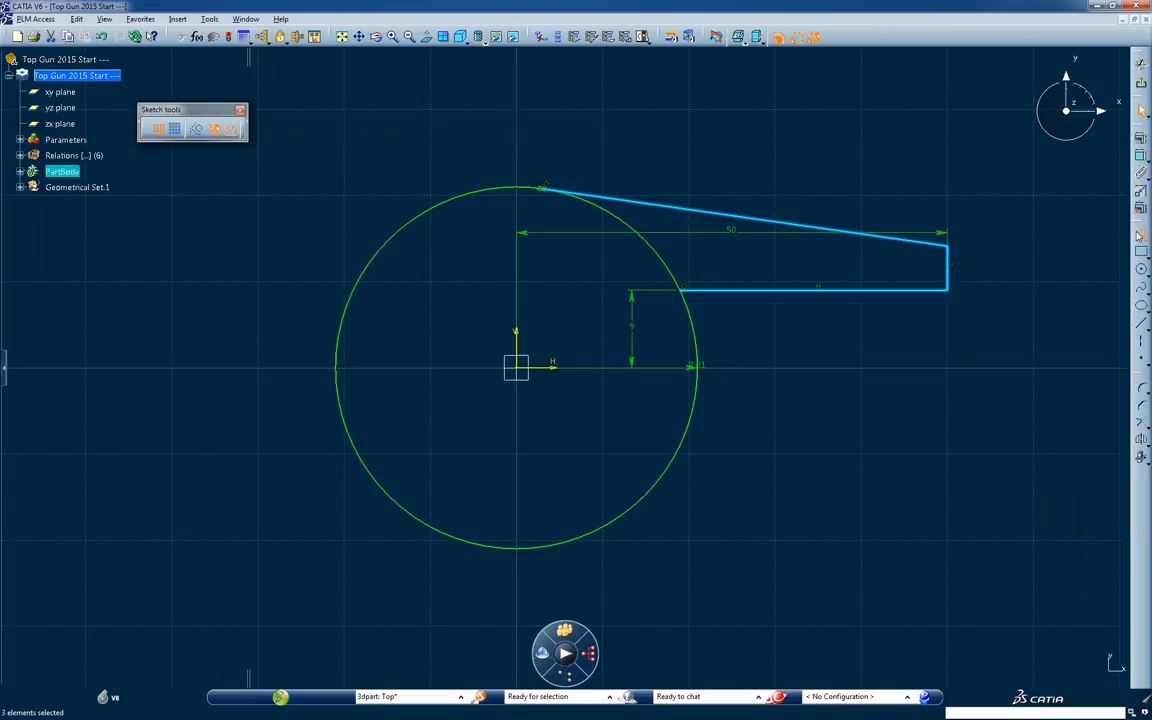 CATIA V6 - [Top Gun 2015 Start ---]
PLM Access Edit View Favorites Insert Tools Window Help
Top Gun 2015 Start ---
Top Gun 2015 Start ---
xy plane
yz plane
zx plane
Parameters
Relations [...] (6)
PartBody
Geometrical Set.1
Sketch tools
y
x
z
50
V
H
9
V
H
y
x
V6
3dpart: Top*
Ready for selection
Ready to chat
< No Configuration >
CATIA
3 elements selected